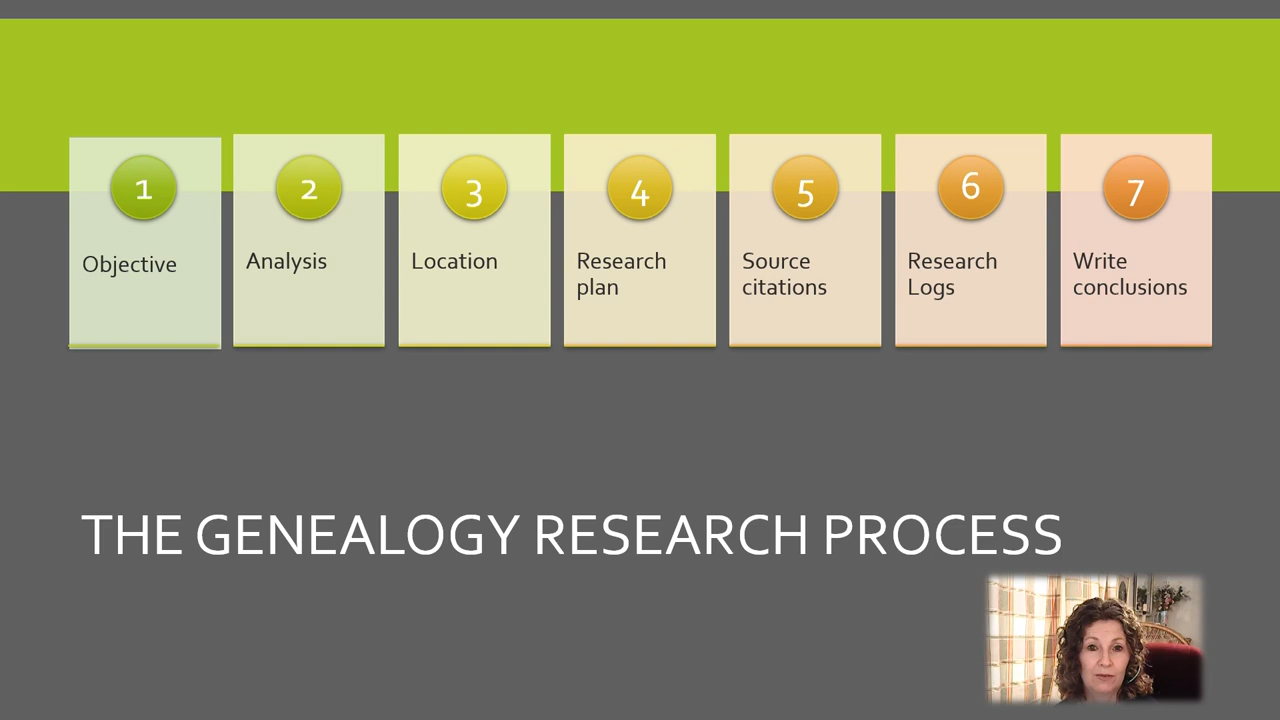 1
Objective
2
Analysis
3
Location
4
Research
plan
5
Source
citations
6
Research
Logs
7
Write
conclusions
THE GENEALOGY RESEARCH PROCESS